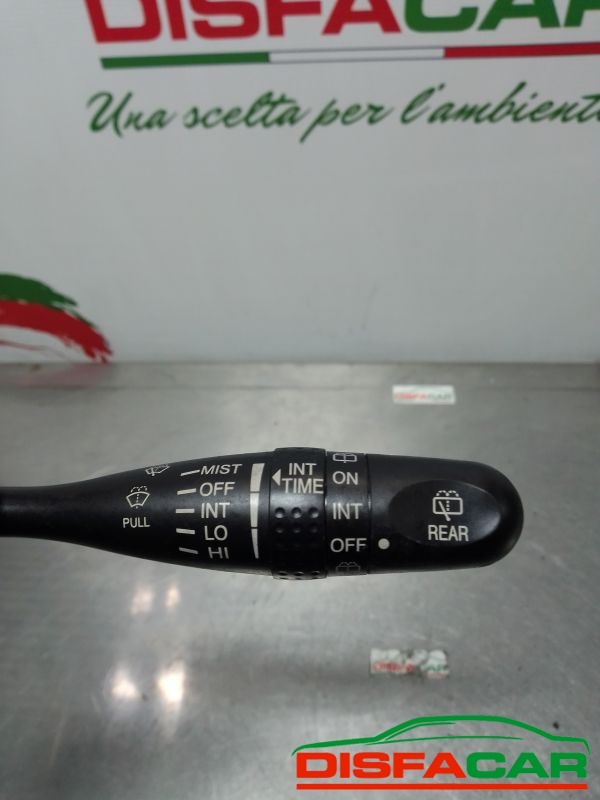 DISFACAR
Una scelta per l'ambiente
DISFACAR
MIST
OFF
INT
LO
HI
PULL
INT
TIME
ON
INT
OFF
REAR
DISFACAR
DISFACAR